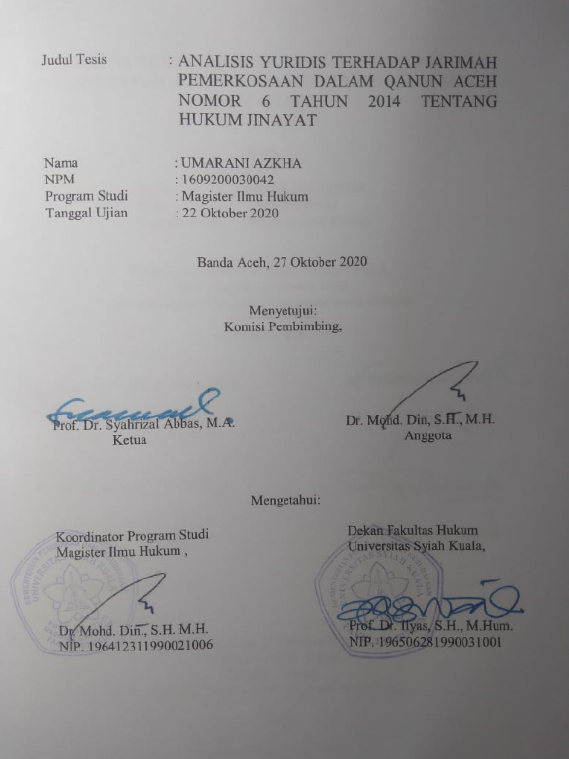 Judul Tesis : ANALISIS YURIDIS TERHADAP JARIMAH
PEMERKOSAAN DALAM QANUN ACEH
NOMOR 6 TAHUN 2014 TENTANG
HUKUM JINAYAT
Nama : UMARANI AZKHA
NPM : 1609200030042
Program Studi : Magister Ilmu Hukum
Tanggal Ujian : 22 Oktober 2020
Banda Aceh, 27 Oktober 2020
Menyetujui:
Komisi Pembimbing,
Prof. Dr. Syahrizal Abbas, M.A.
Ketua
Dr. Mohd. Din, S.H., M.H.
Anggota
Mengetahui:
Koordinator Program Studi
Magister Ilmu Hukum ,
Dr. Mohd. Din., S.H. M.H.
NIP. 196412311990021006
Dekan Fakultas Hukum
Universitas Syiah Kuala,
Prof. Dr. Ilyas, S.H., M.Hum.
NIP. 196506281990031001
UNIVERSITAS SYIAH KUALA